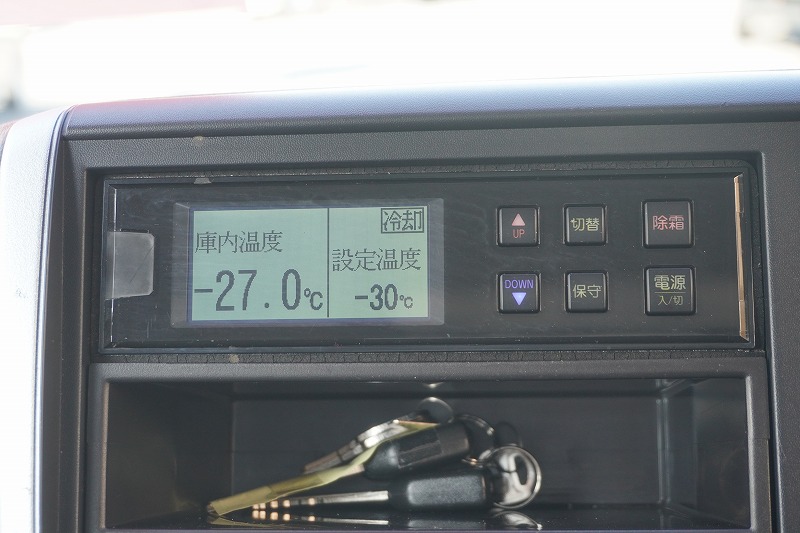 庫内温度
-27.0℃
冷却
設定温度
-30℃
UP
切替
除霜
DOWN
保守
電源
入/切